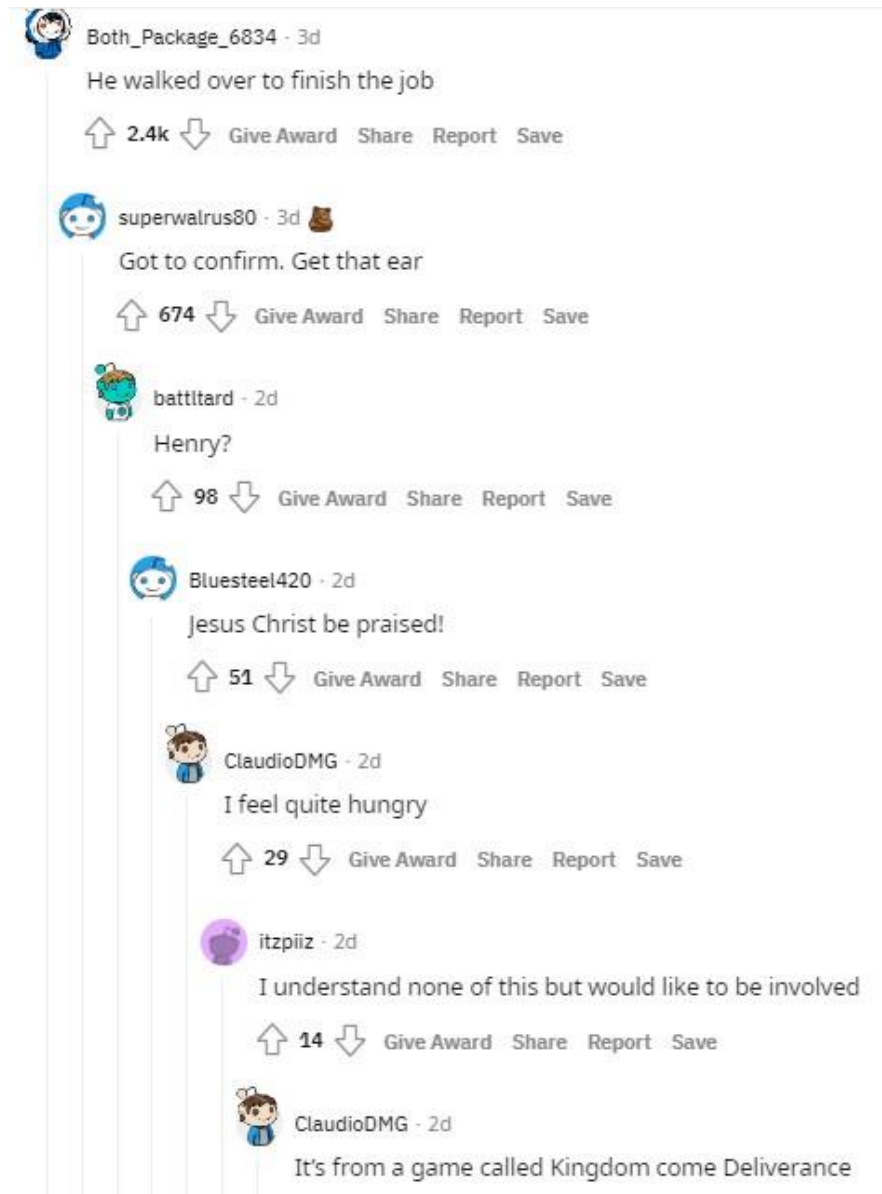 Both_Package_6834 · 3d
He walked over to finish the job
2.4k Give Award Share Report Save
superwalrus80 · 3d
Got to confirm. Get that ear
674 Give Award Share Report Save
battltard · 2d
Henry?
98 Give Award Share Report Save
Bluesteel420 · 2d
Jesus Christ be praised!
51 Give Award Share Report Save
ClaudioDMG · 2d
I feel quite hungry
29 Give Award Share Report Save
itzpiiz · 2d
I understand none of this but would like to be involved
14 Give Award Share Report Save
ClaudioDMG · 2d
It's from a game called Kingdom come Deliverance